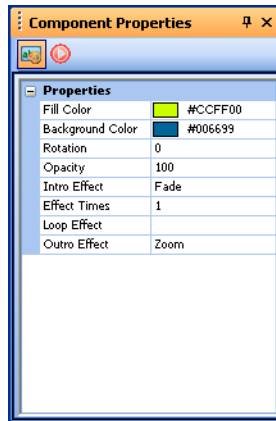 Component Properties
Properties
Fill Color #CCFF00
Background Color #006699
Rotation 0
Opacity 100
Intro Effect Fade
Effect Times 1
Loop Effect
Outro Effect Zoom